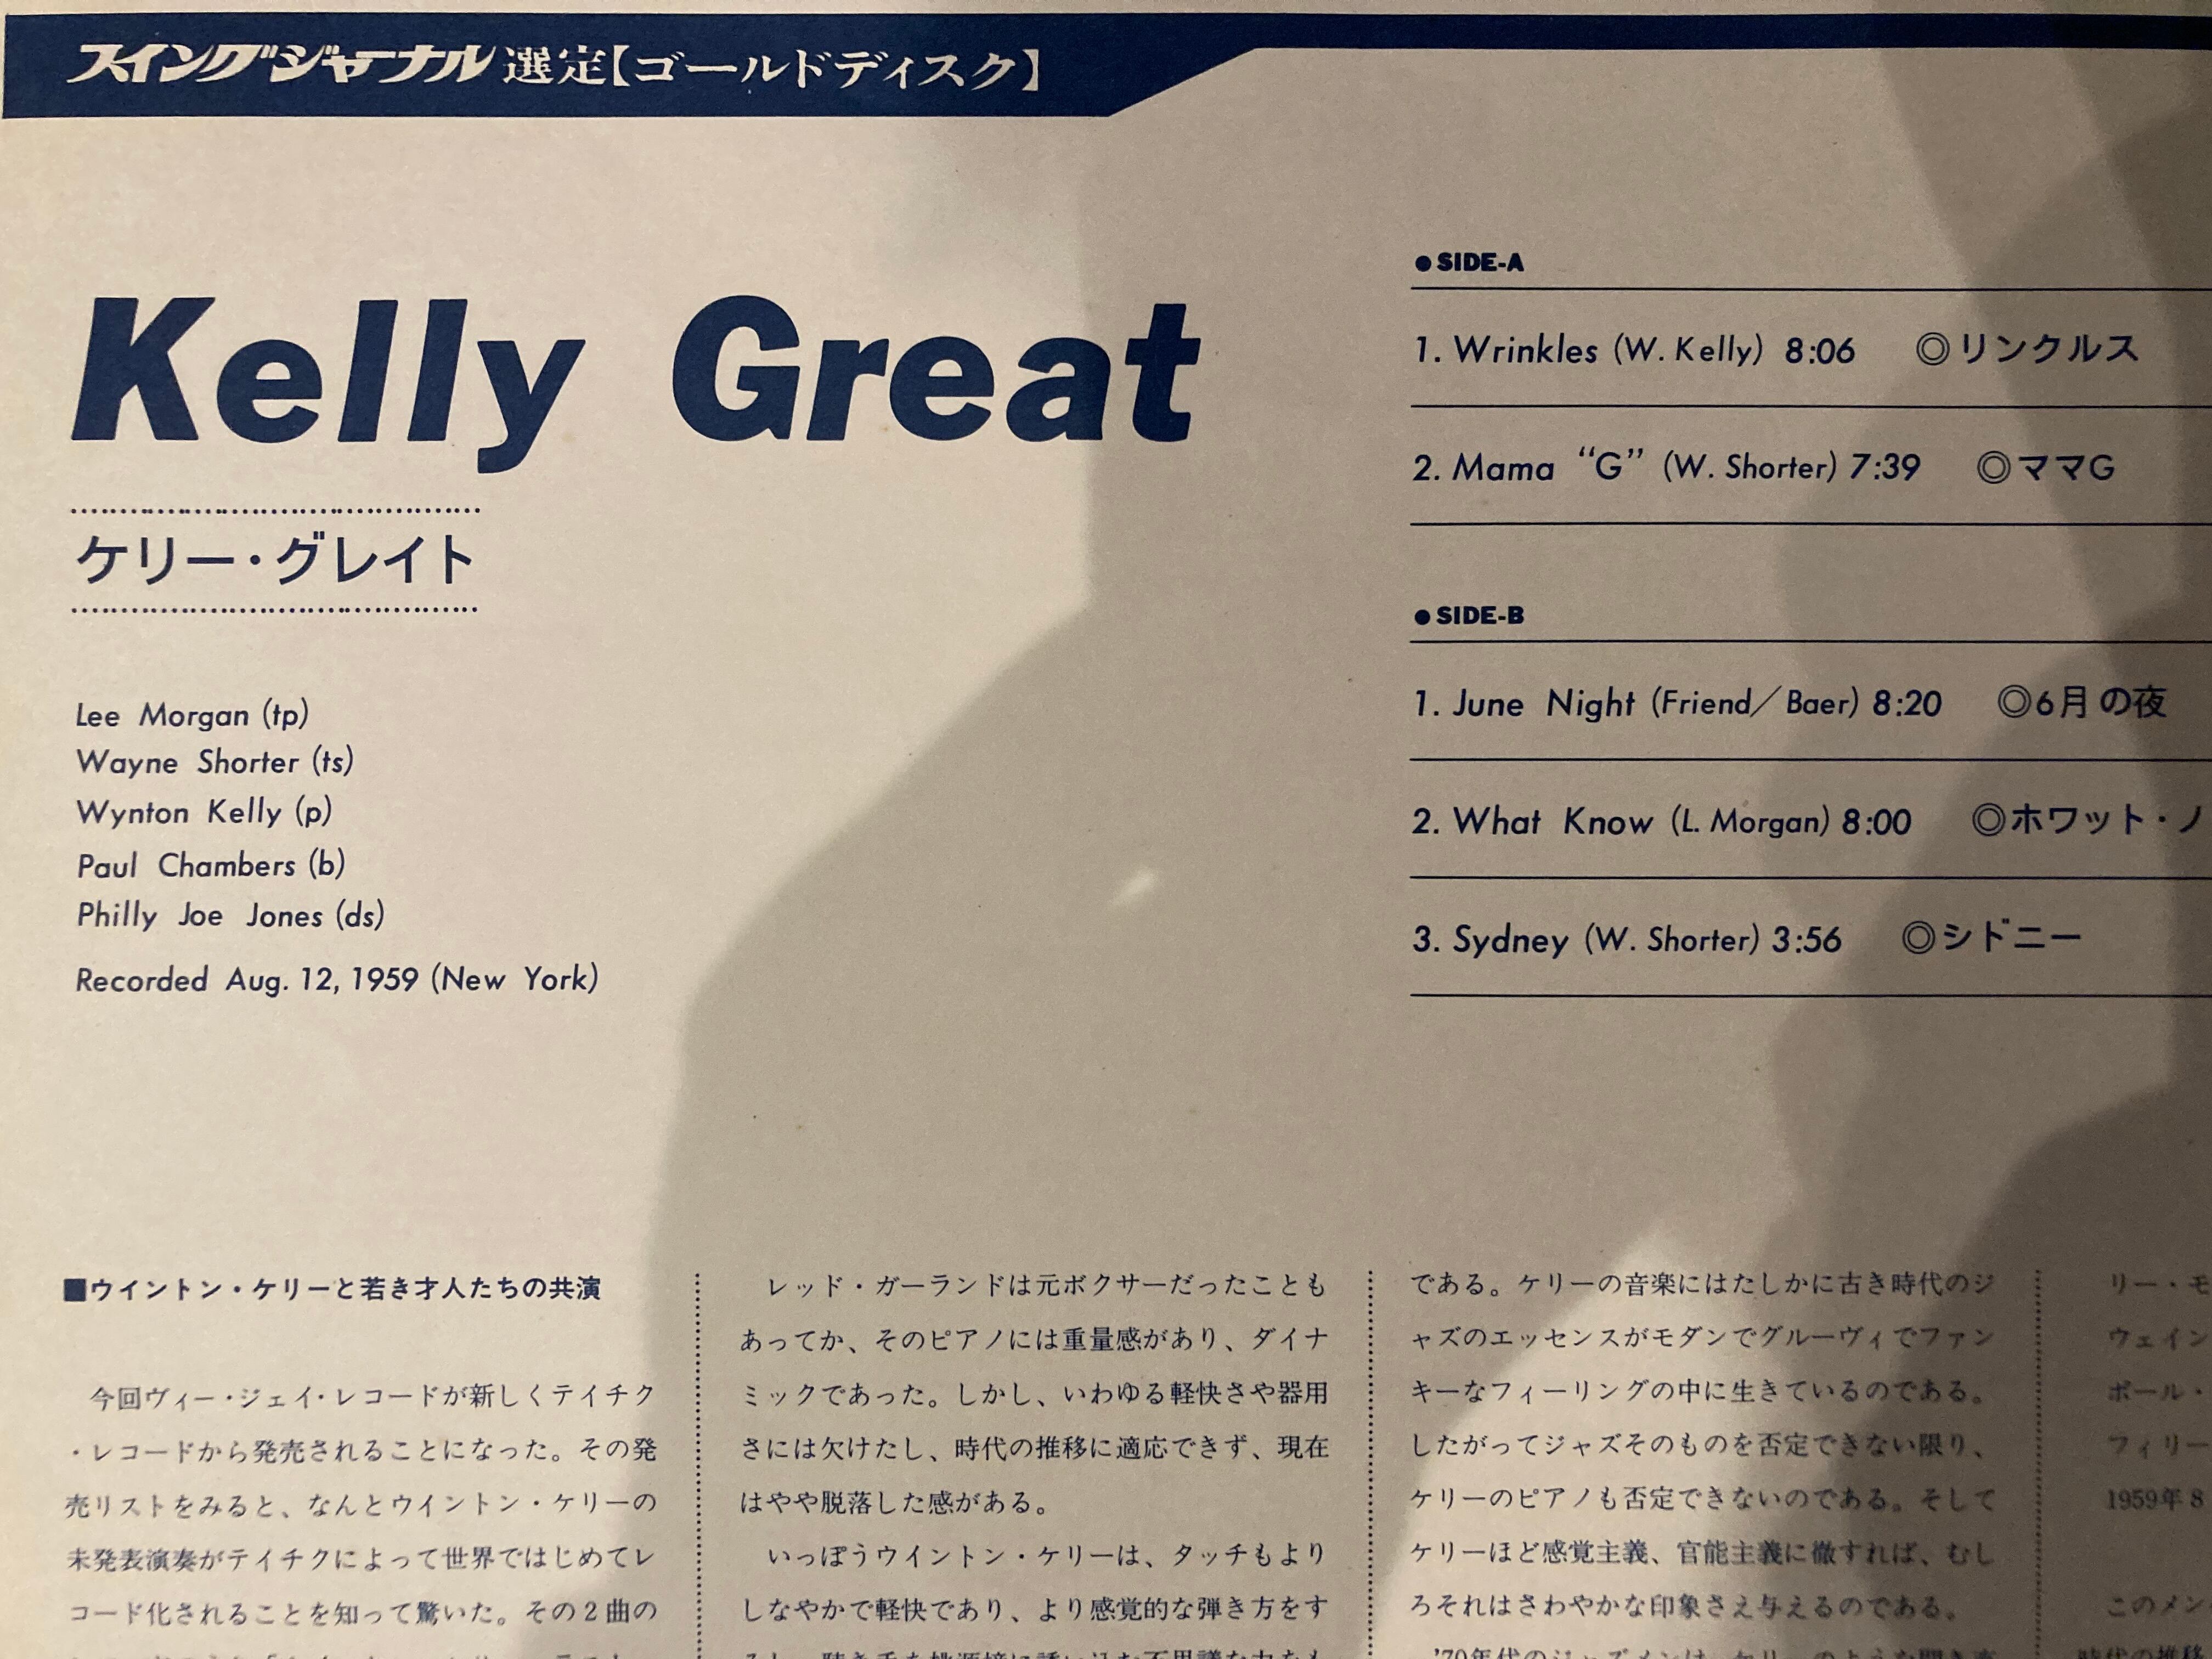 スイングジャーナル選定【ゴールドディスク】
Kelly Great
ケリー・グレイト
Lee Morgan (tp)
Wayne Shorter (ts)
Wynton Kelly (p)
Paul Chambers (b)
Philly Joe Jones (ds)
Recorded Aug. 12, 1959 (New York)
●SIDE-A
1. Wrinkles (W. Kelly) 8:06 ◎リンクルス
2. Mama “G” (W. Shorter) 7:39 ◎ママG
●SIDE-B
1. June Night (Friend／Baer) 8:20 ◎6月の夜
2. What Know (L. Morgan) 8:00 ◎ホワット・ノ
3. Sydney (W. Shorter) 3:56 ◎シドニー
■ウイントン・ケリーと若き才人たちの共演
今回ヴィー・ジェイ・レコードが新しくテイチク
・レコードから発売されることになった。その発
売リストをみると、なんとウイントン・ケリーの
未発表演奏がテイチクによって世界ではじめてレ
コード化されることを知って驚いた。その2曲の
レッド・ガーランドは元ボクサーだったことも
あってか、そのピアノには重量感があり、ダイナ
ミックであった。しかし、いわゆる軽快さや器用
さには欠けたし、時代の推移に適応できず、現在
はやや脱落した感がある。
いっぽうウイントン・ケリーは、タッチもより
しなやかで軽快であり、より感覚的な弾き方をす
である。ケリーの音楽にはたしかに古き時代のジ
ャズのエッセンスがモダンでグルーヴィでファン
キーなフィーリングの中に生きているのである。
したがってジャズそのものを否定できない限り、
ケリーのピアノも否定できないのである。そして
ケリーほど感覚主義、官能主義に徹すれば、むし
ろそれはさわやかな印象さえ与えるのである。
リー・モ
ウェイン
ポール・
フィリー
1959年8
このメン